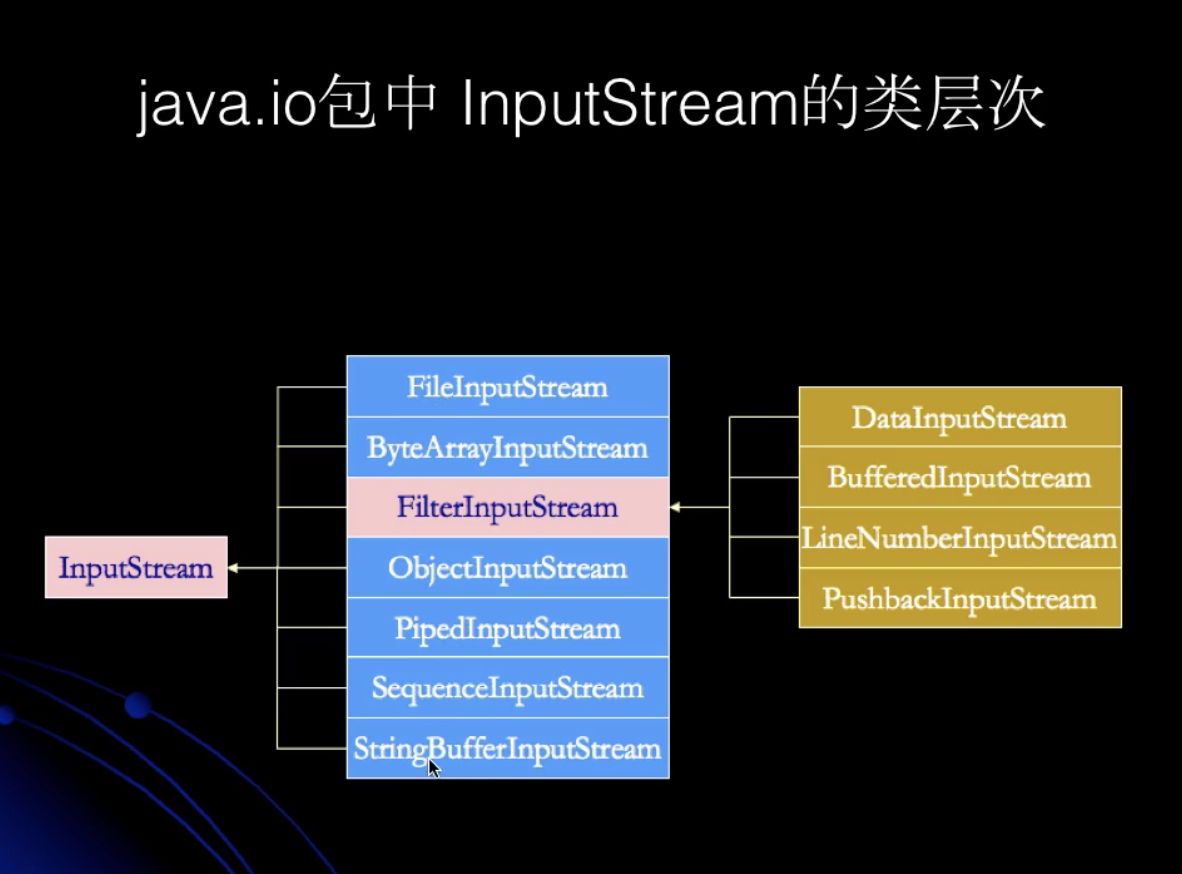 java.io包中 InputStream的类层次
InputStream
FileInputStream
ByteArrayInputStream
FilterInputStream
ObjectInputStream
PipedInputStream
SequenceInputStream
StringBufferInputStream
DataInputStream
BufferedInputStream
LineNumberInputStream
PushbackInputStream